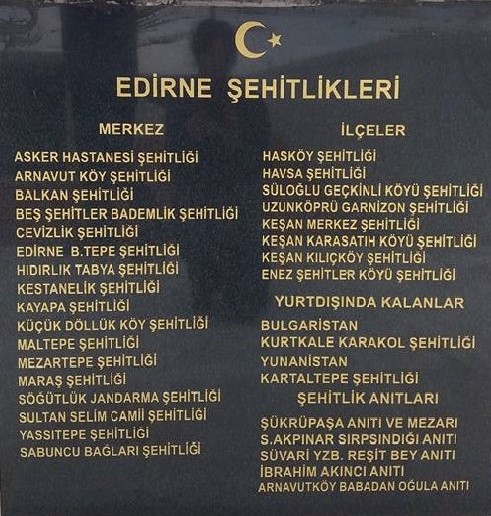 EDİRNE ŞEHİTLİKLERİ
MERKEZ
ASKER HASTANESİ ŞEHİTLİĞİ
ARNAVUT KÖY ŞEHİTLİĞİ
BALKAN ŞEHİTLİĞİ
BEŞ ŞEHİTLER BADEMLİK ŞEHİTLİĞİ
CEVİZLİK ŞEHİTLİĞİ
EDİRNE B.TEPE ŞEHİTLİĞİ
HIDIRLIK TABYA ŞEHİTLİĞİ
KESTANELİK ŞEHİTLİĞİ
KAYAPA ŞEHİTLİĞİ
KÜÇÜK DÖLLÜK KÖY ŞEHİTLİĞİ
MALTEPE ŞEHİTLİĞİ
MEZARTEPE ŞEHİTLİĞİ
MARAŞ ŞEHİTLİĞİ
SÖĞÜTLÜK JANDARMA ŞEHİTLİĞİ
SULTAN SELİM CAMİİ ŞEHİTLİĞİ
YASSITEPE ŞEHİTLİĞİ
SABUNCU BAĞLARI ŞEHİTLİĞİ
İLÇELER
HASKÖY ŞEHİTLİĞİ
HAVSA ŞEHİTLİĞİ
SÜLOĞLU GEÇKİNLİ KÖYÜ ŞEHİTLİĞİ
UZUNKÖPRÜ GARNİZON ŞEHİTLİĞİ
KEŞAN MERKEZ ŞEHİTLİĞİ
KEŞAN KARASATIH KÖYÜ ŞEHİTLİĞİ
KEŞAN KILIÇKÖY ŞEHİTLİĞİ
ENEZ ŞEHİTLER KÖYÜ ŞEHİTLİĞİ
YURTDIŞINDA KALANLAR
BULGARİSTAN
KURTKALE KARAKOL ŞEHİTLİĞİ
YUNANİSTAN
KARTALTEPE ŞEHİTLİĞİ
ŞEHİTLİK ANITLARI
ŞÜKRÜPAŞA ANITI VE MEZARI
S.AKPINAR SIRPSINDIĞI ANITI
SÜVARİ YZB. REŞİT BEY ANITI
İBRAHİM AKINCI ANITI
ARNAVUTKÖY BABADAN OĞULA ANITI